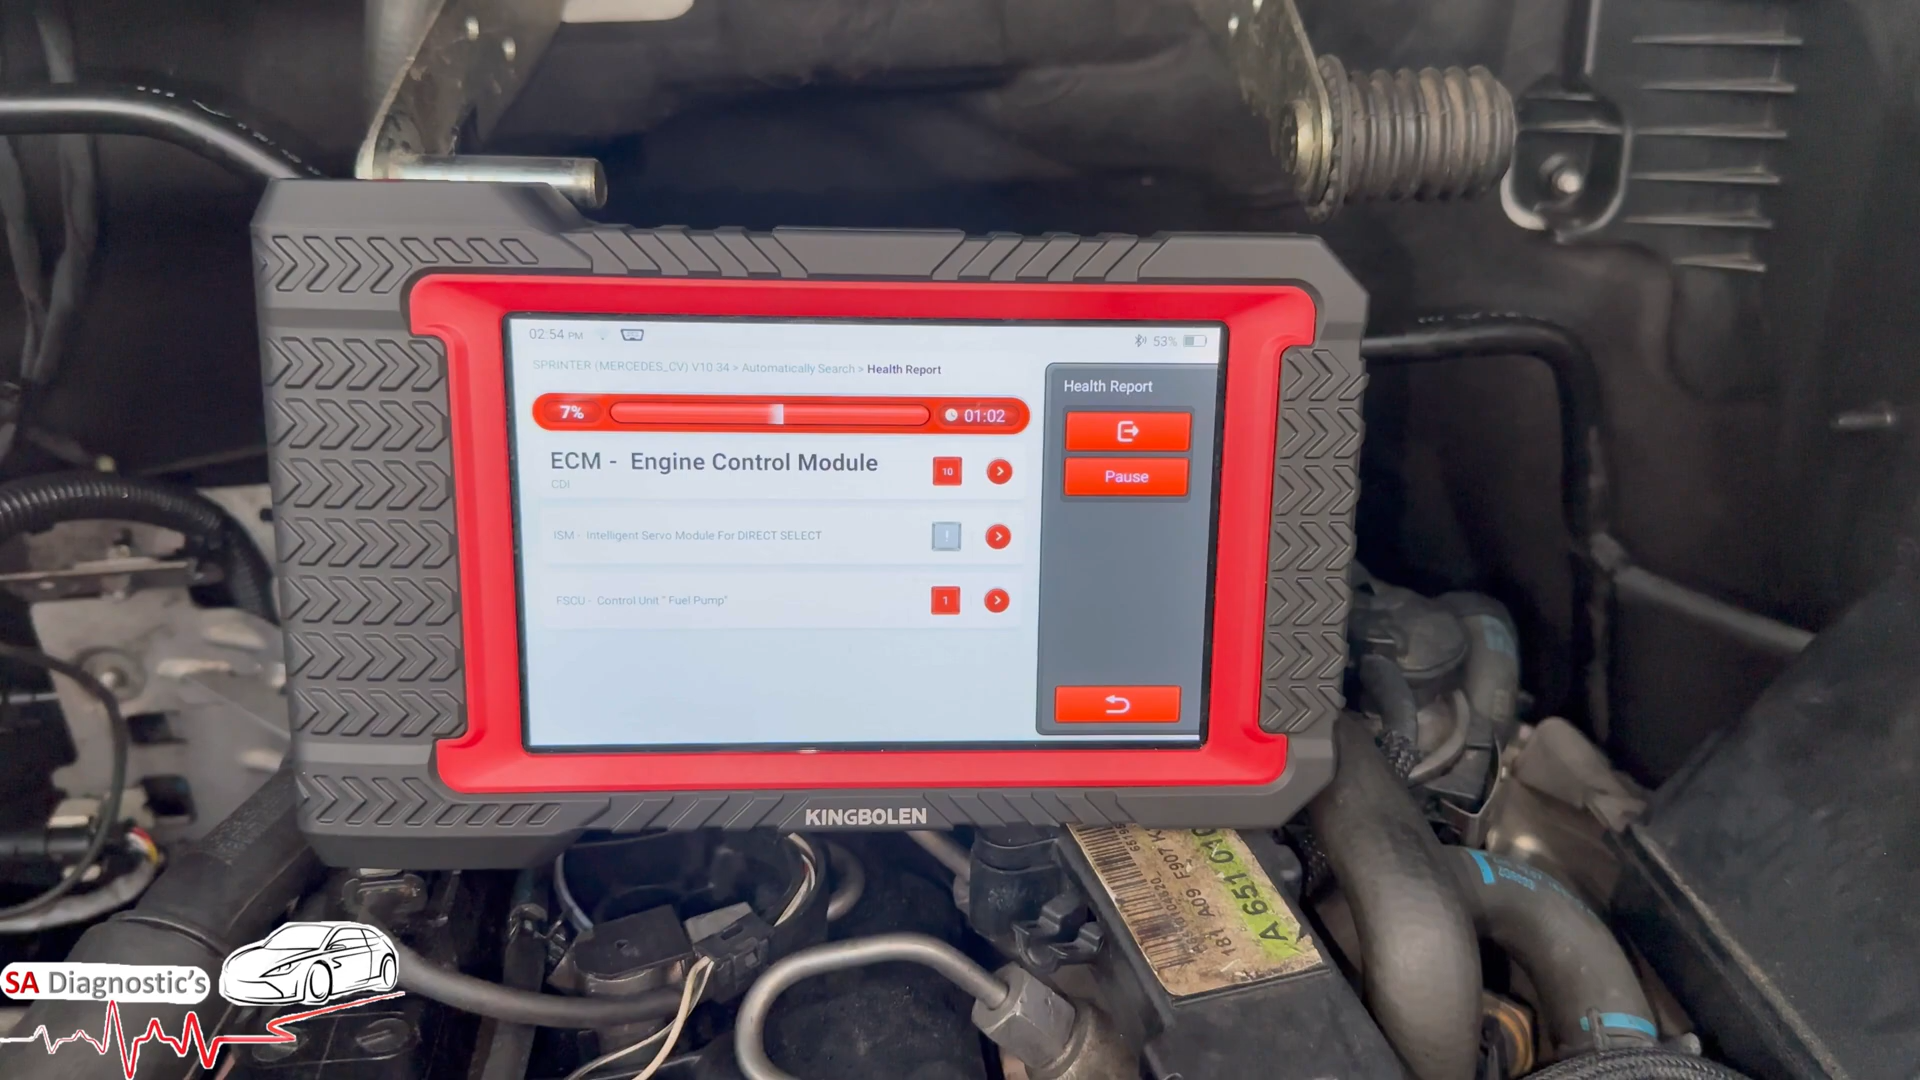 02:54 PM
53%
SPRINTER (MERCEDES_CV) V10 34 > Automatically Search > Health Report
7%
01:02
ECM - Engine Control Module
CDI
10
ISM - Intelligent Servo Module For DIRECT SELECT
!
FSCU - Control Unit " Fuel Pump"
1
Health Report
Pause
KINGBOLEN
A 651 010
A09 F907
SA Diagnostic's